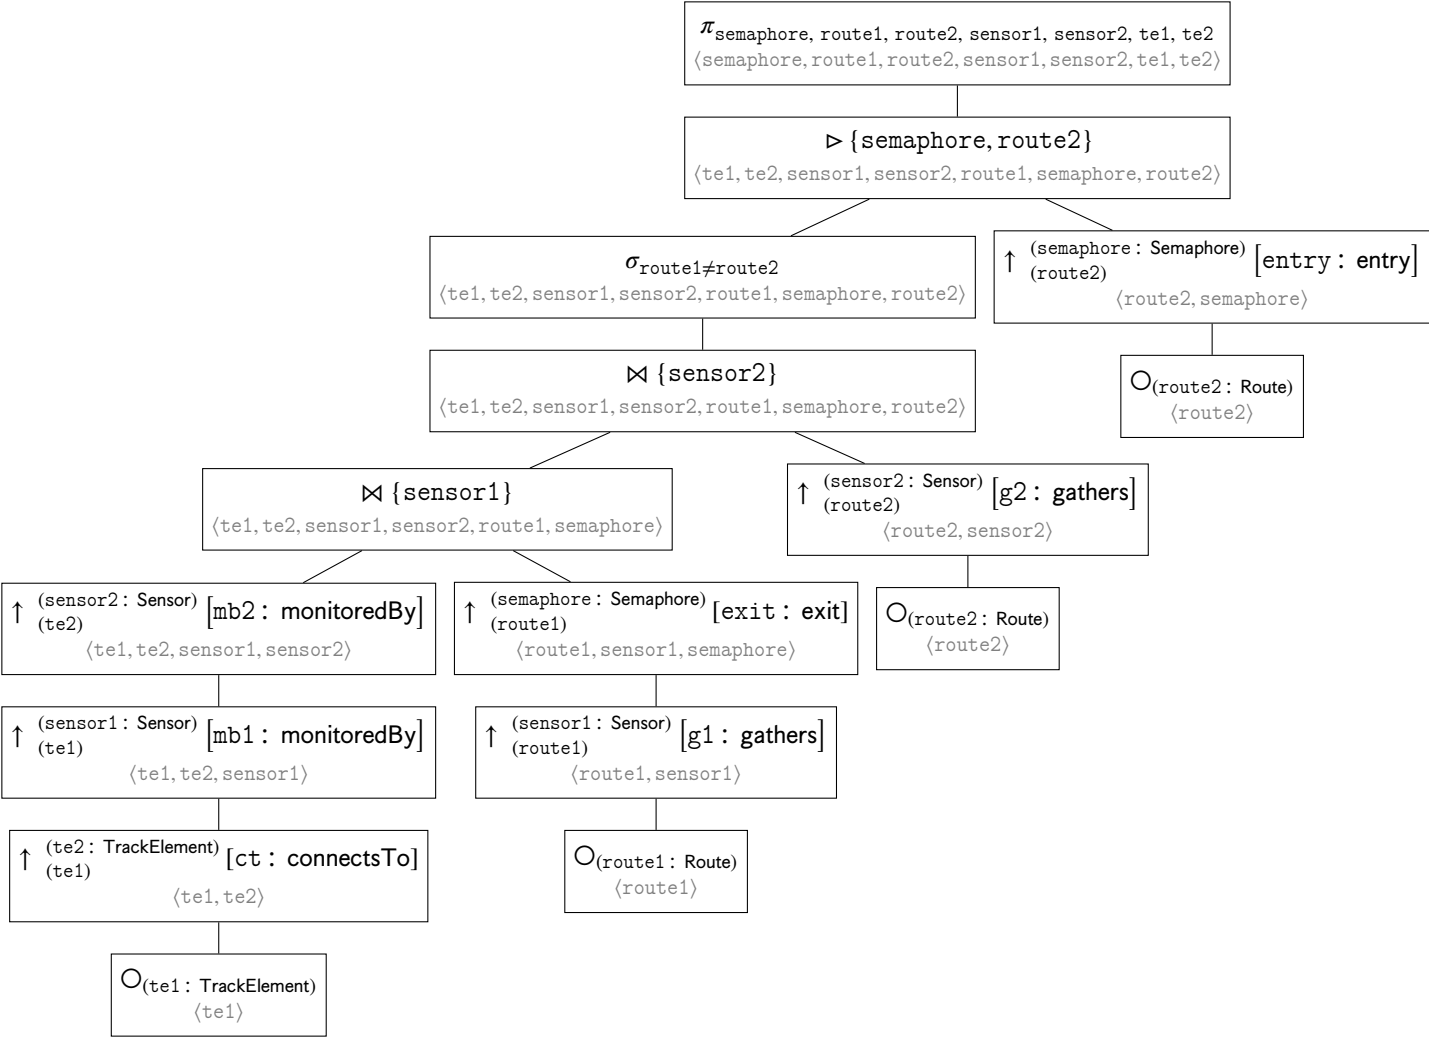 π semaphore, route1, route2, sensor1, sensor2, te1, te2
⟨semaphore, route1, route2, sensor1, sensor2, te1, te2⟩
⊳ {semaphore, route2}
⟨te1, te2, sensor1, sensor2, route1, semaphore, route2⟩
σ route1≠route2
⟨te1, te2, sensor1, sensor2, route1, semaphore, route2⟩
↑ (semaphore: Semaphore) (route2) [entry: entry]
⟨route2, semaphore⟩
⋈ {sensor2}
⟨te1, te2, sensor1, sensor2, route1, semaphore, route2⟩
○(route2: Route)
⟨route2⟩
⋈ {sensor1}
⟨te1, te2, sensor1, sensor2, route1, semaphore⟩
↑ (sensor2: Sensor) (route2) [g2: gathers]
⟨route2, sensor2⟩
↑ (sensor2: Sensor) (te2) [mb2: monitoredBy]
⟨te1, te2, sensor1, sensor2⟩
↑ (semaphore: Semaphore) (route1) [exit: exit]
⟨route1, sensor1, semaphore⟩
○(route2: Route)
⟨route2⟩
↑ (sensor1: Sensor) (te1) [mb1: monitoredBy]
⟨te1, te2, sensor1⟩
↑ (sensor1: Sensor) (route1) [g1: gathers]
⟨route1, sensor1⟩
↑ (te2: TrackElement) (te1) [ct: connectsTo]
⟨te1, te2⟩
○(route1: Route)
⟨route1⟩
○(te1: TrackElement)
⟨te1⟩